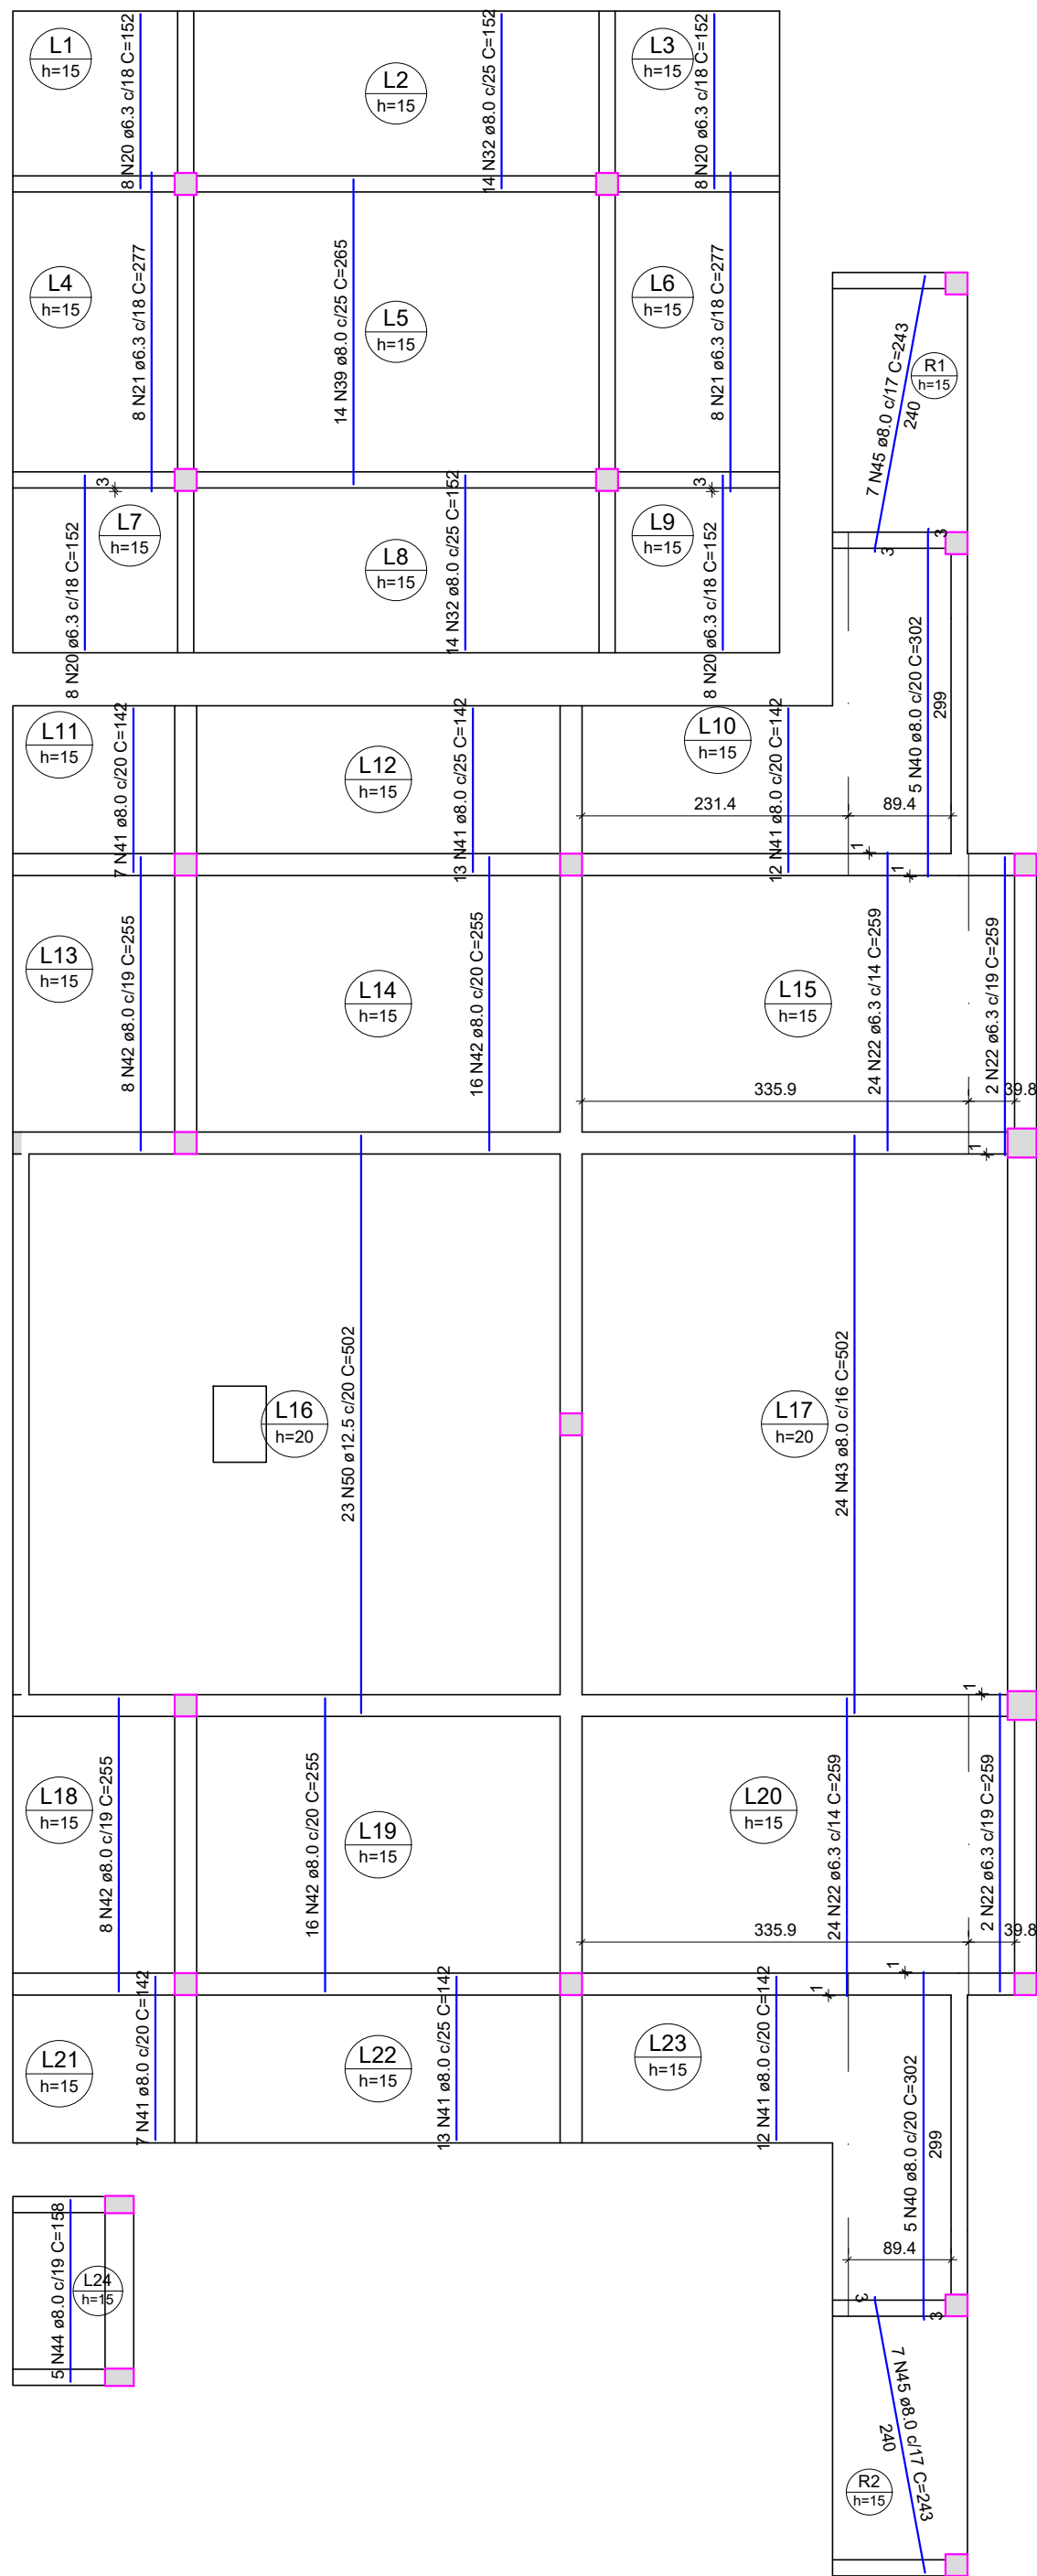 L1
h=15
8 N20 ø6.3 c/18 C=152
L2
h=15
14 N32 ø8.0 c/25 C=152
L3
h=15
8 N20 ø6.3 c/18 C=152
L4
h=15
8 N21 ø6.3 c/18 C=277
14 N39 ø8.0 c/25 C=265
L5
h=15
L6
h=15
8 N21 ø6.3 c/18 C=277
7 N45 ø8.0 c/17 C=243
240
R1
h=15
3
3
3
3
8 N20 ø6.3 c/18 C=152
L7
h=15
L8
h=15
14 N32 ø8.0 c/25 C=152
L9
h=15
8 N20 ø6.3 c/18 C=152
5 N40 ø8.0 c/20 C=302
299
L11
h=15
7 N41 ø8.0 c/20 C=142
L12
h=15
13 N41 ø8.0 c/25 C=142
L10
h=15
12 N41 ø8.0 c/20 C=142
231.4
89.4
1
1
L13
h=15
8 N42 ø8.0 c/19 C=255
L14
h=15
16 N42 ø8.0 c/20 C=255
L15
h=15
24 N22 ø6.3 c/14 C=259
2 N22 ø6.3 c/19 C=259
335.9
39.8
1
L16
h=20
23 N50 ø12.5 c/20 C=502
L17
h=20
24 N43 ø8.0 c/16 C=502
1
L18
h=15
8 N42 ø8.0 c/19 C=255
16 N42 ø8.0 c/20 C=255
L19
h=15
L20
h=15
24 N22 ø6.3 c/14 C=259
2 N22 ø6.3 c/19 C=259
335.9
39.8
1
1
L21
h=15
7 N41 ø8.0 c/20 C=142
L22
h=15
13 N41 ø8.0 c/25 C=142
L23
h=15
12 N41 ø8.0 c/20 C=142
5 N40 ø8.0 c/20 C=302
299
89.4
5 N44 ø8.0 c/19 C=158
L24
h=15
3
3
7 N45 ø8.0 c/17 C=243
240
R2
h=15